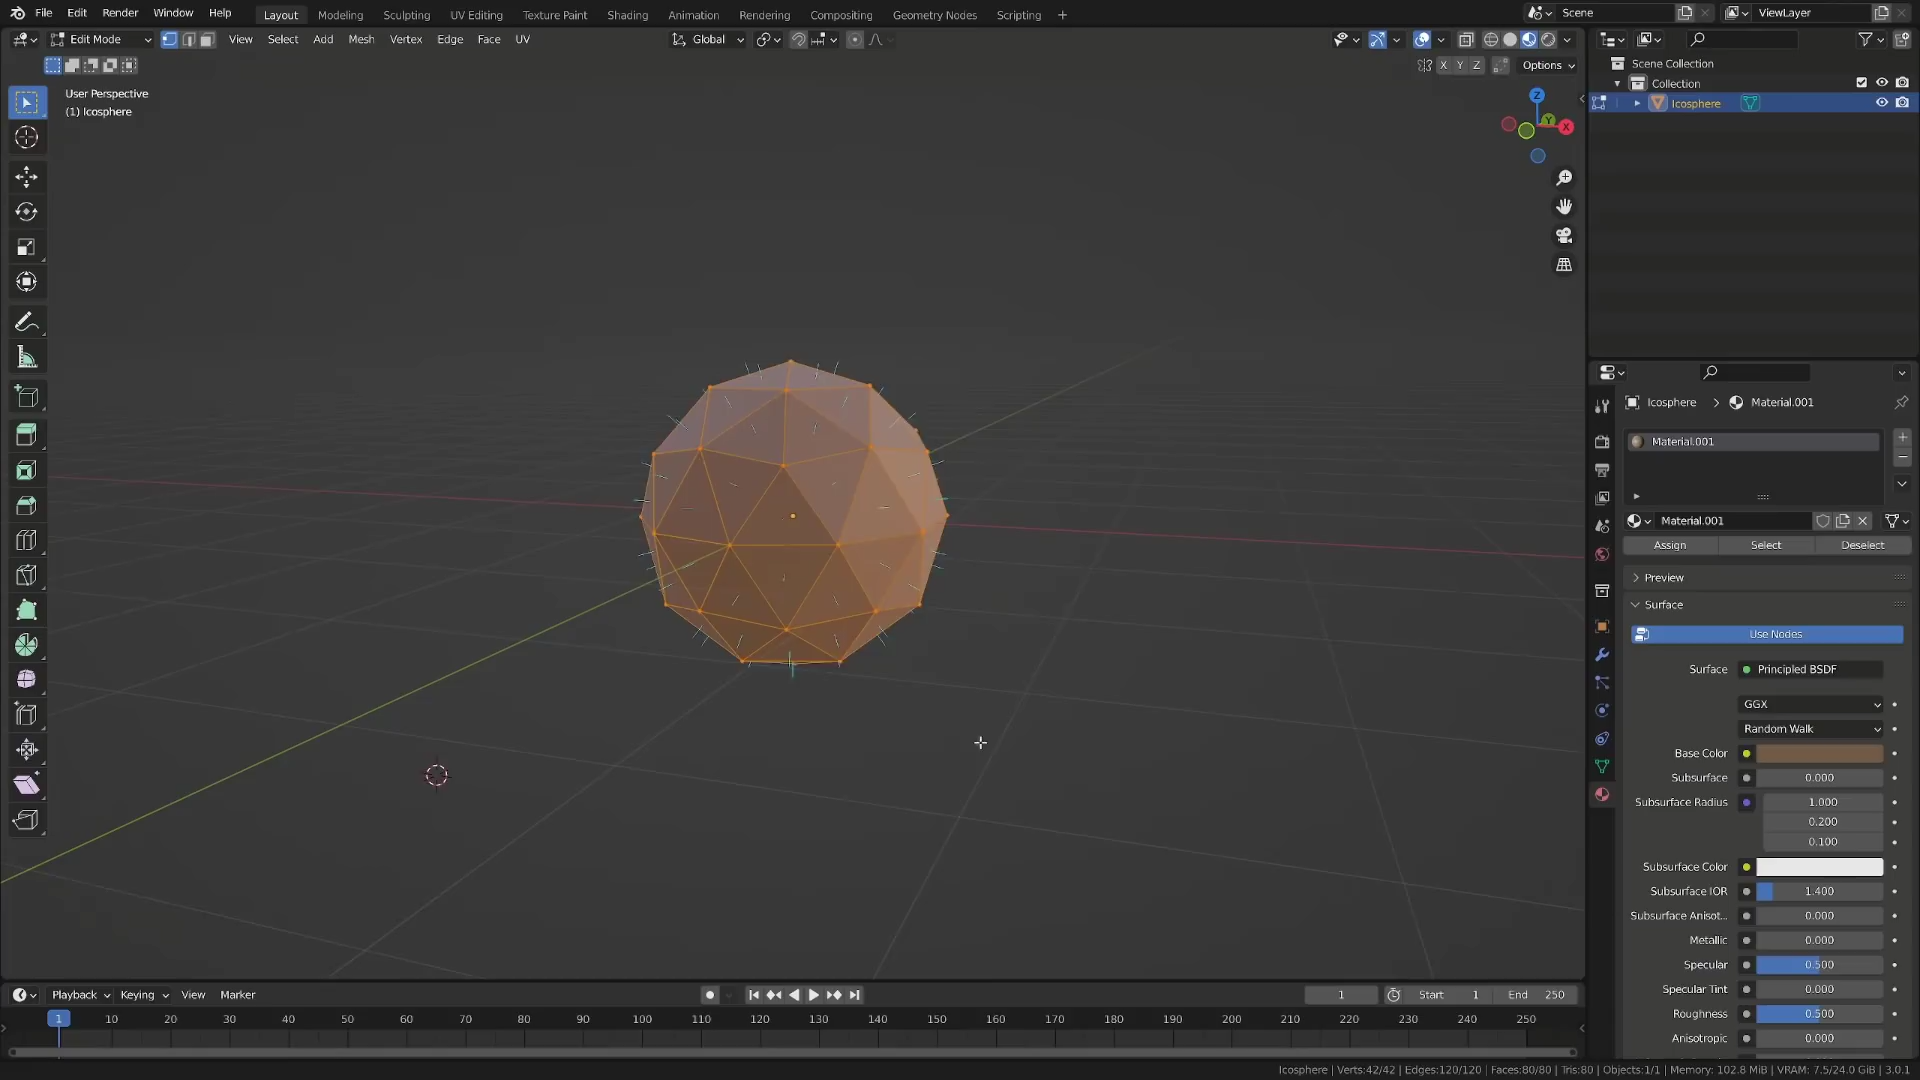 File Edit Render Window Help Layout Modeling Sculpting UV Editing Texture Paint Shading Animation Rendering Compositing Geometry Nodes Scripting + Scene ViewLayer
Edit Mode View Select Add Mesh Vertex Edge Face UV Global
X Y Z Options
User Perspective
(1) Icosphere
Z
Y
X
Scene Collection
Collection
Icosphere
Icosphere > Material.001
Material.001
Material.001
Assign Select Deselect
Preview
Surface
Use Nodes
Surface Principled BSDF
GGX
Random Walk
Base Color
Subsurface 0.000
Subsurface Radius 1.000
0.200
0.100
Subsurface Color
Subsurface IOR 1.400
Subsurface Anisot... 0.000
Metallic 0.000
Specular 0.500
Specular Tint 0.000
Roughness 0.500
Anisotropic 0.000
Playback Keying View Marker 1 Start 1 End 250
1 10 20 30 40 50 60 70 80 90 100 110 120 130 140 150 160 170 180 190 200 210 220 230 240 250
Icosphere | Verts:42/42 | Edges:120/120 | Faces:80/80 | Tris:80 | Objects:1/1 | Memory: 102.8 MiB | VRAM: 7.5/24.0 GiB | 3.0.1